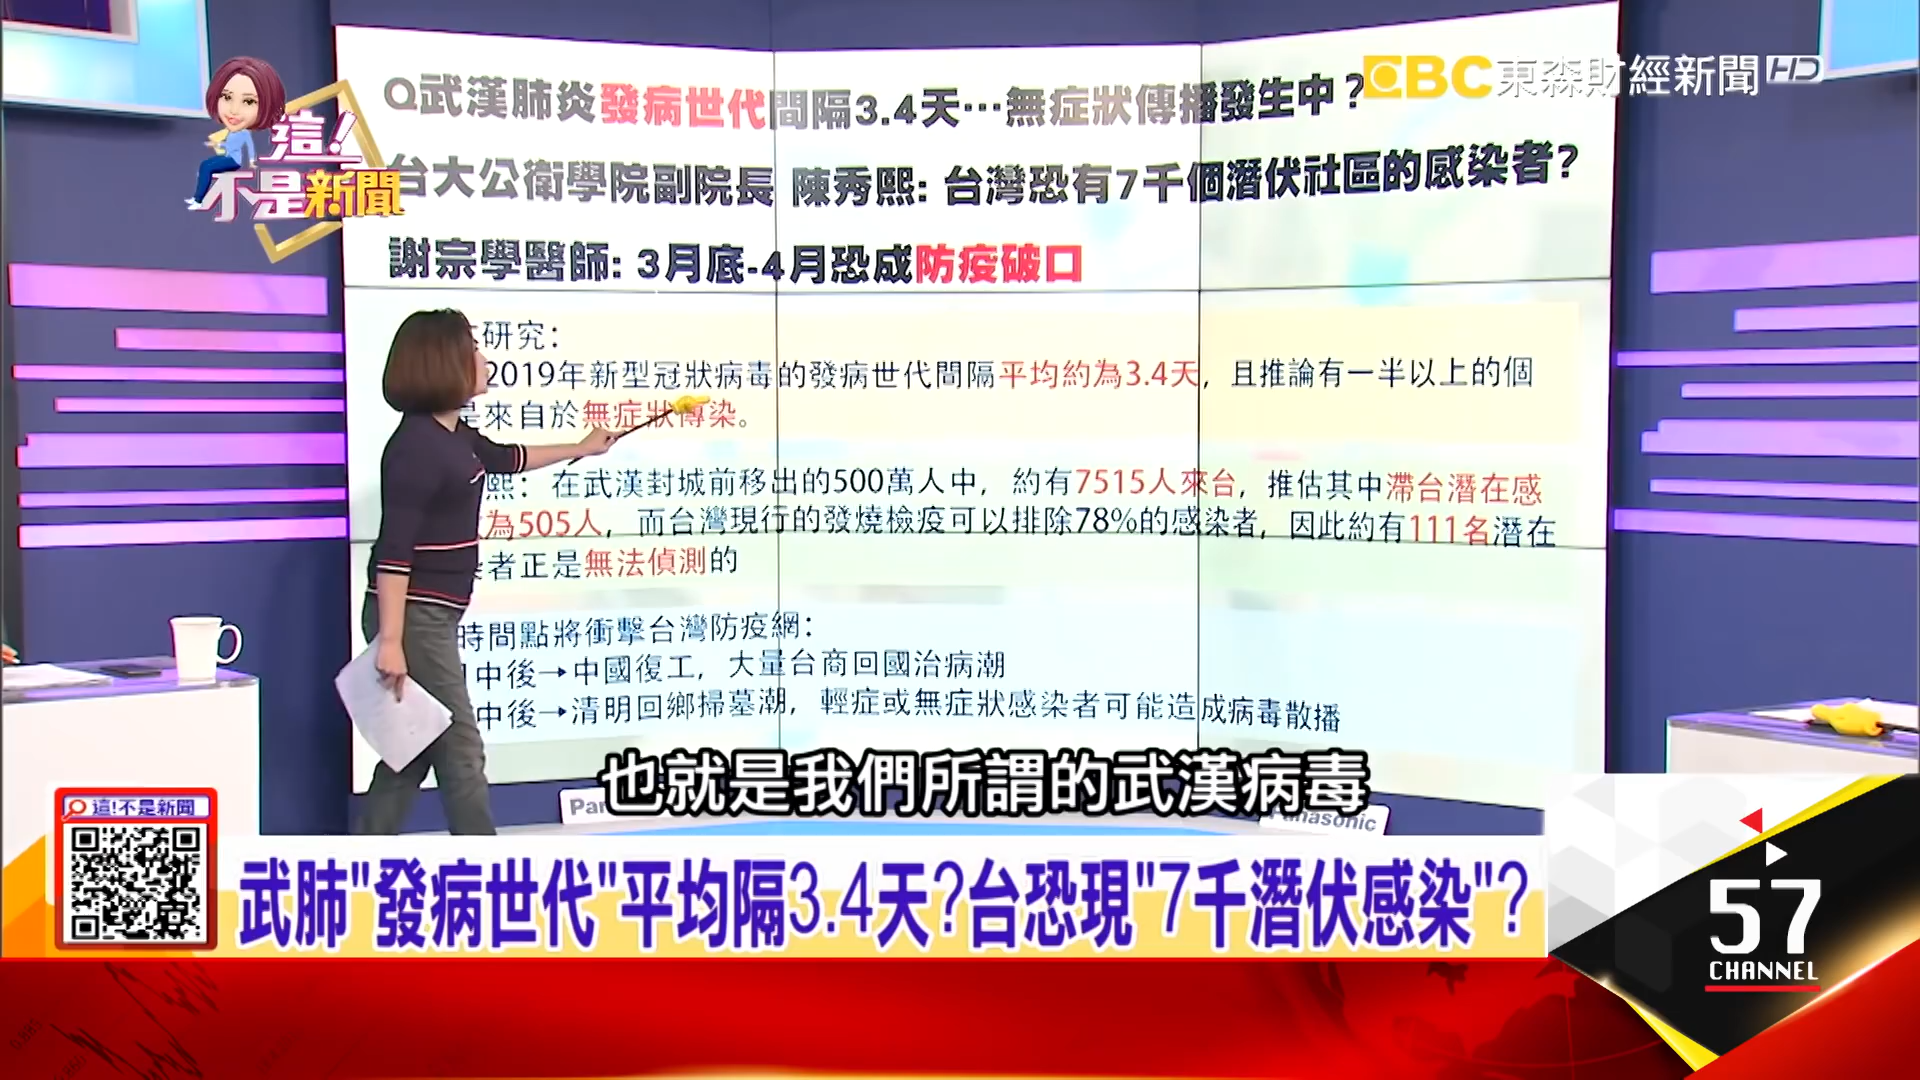 Q武漢肺炎發病世代間隔3.4天…無症狀傳播發生中?
EBC東森財經新聞HD
這!
不是新聞
台大公衛學院副院長 陳秀熙: 台灣恐有7千個潛伏社區的感染者?
謝宗學醫師: 3月底-4月恐成防疫破口
研究:
2019年新型冠狀病毒的發病世代間隔平均約為3.4天, 且推論有一半以上的個
是來自於無症狀傳染。
熙: 在武漢封城前移出的500萬人中, 約有7515人來台, 推估其中滯台潛在感
為505人, 而台灣現行的發燒檢疫可以排除78%的感染者, 因此約有111名潛在
者正是無法偵測的
時間點將衝擊台灣防疫網:
中後→中國復工, 大量台商回國治病潮
中後→清明回鄉掃墓潮, 輕症或無症狀感染者可能造成病毒散播
也就是我們所謂的武漢病毒
Panasonic
這!不是新聞
武肺"發病世代"平均隔3.4天?台恐現"7千潛伏感染"?
57
CHANNEL